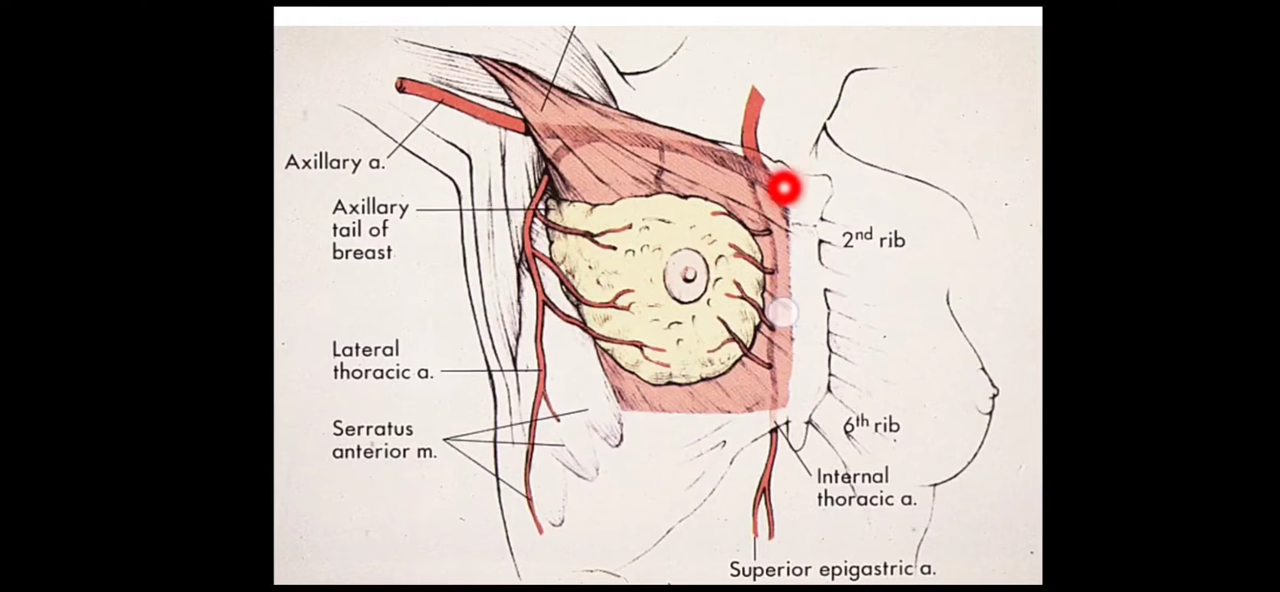 Axillary a.
Axillary
tail of
breast
2nd rib
Lateral
thoracic a.
Serratus
anterior m.
6th rib
Internal
thoracic a.
Superior epigastric a.